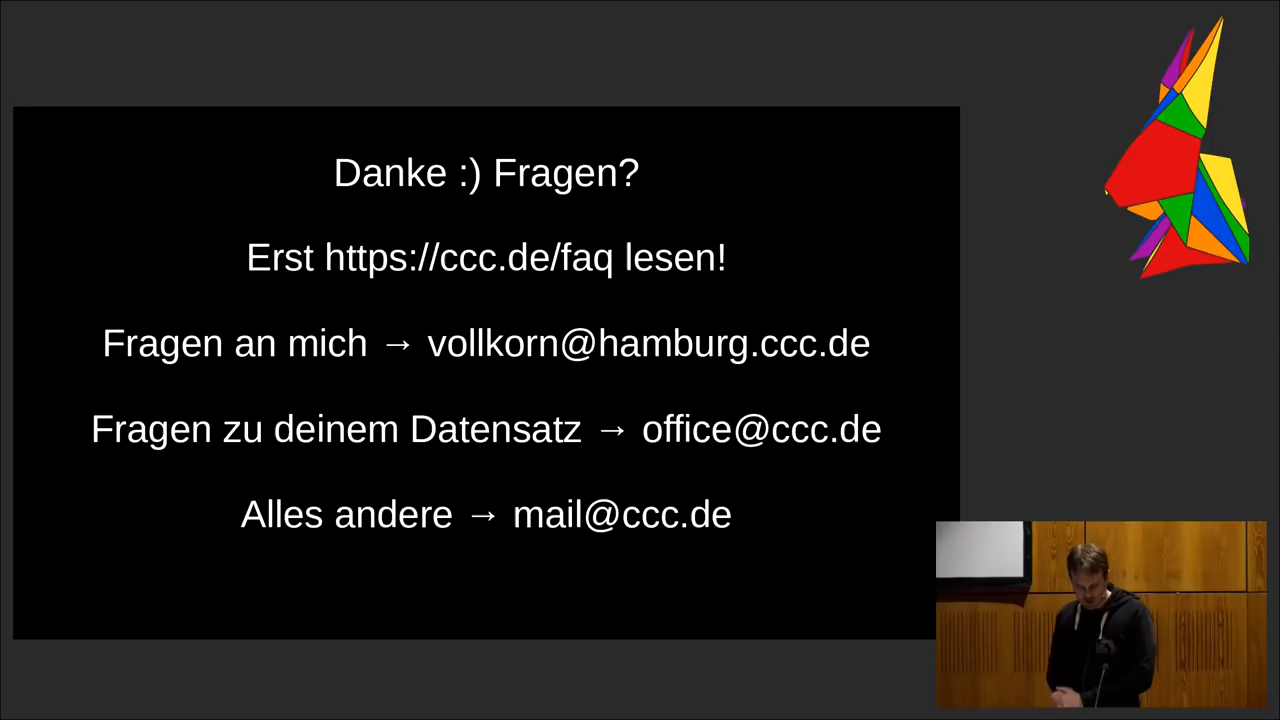 Danke :) Fragen?
Erst https://ccc.de/faq lesen!
Fragen an mich → vollkorn@hamburg.ccc.de
Fragen zu deinem Datensatz → office@ccc.de
Alles andere → mail@ccc.de